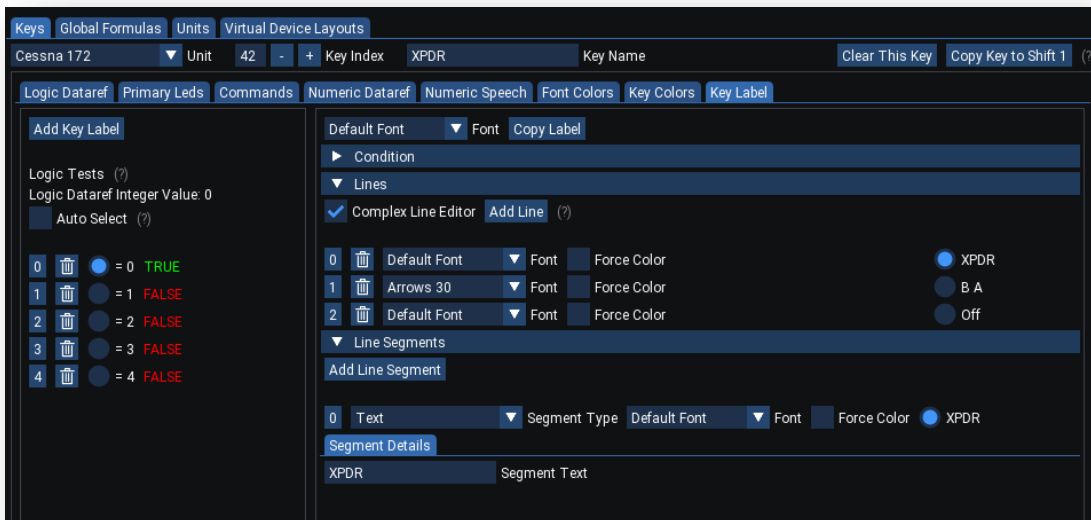 Keys Global Formulas Units Virtual Device Layouts
Cessna 172 Unit 42 - + Key Index XPDR Key Name Clear This Key Copy Key to Shift 1 (?
Logic Dataref Primary Leds Commands Numeric Dataref Numeric Speech Font Colors Key Colors Key Label
Add Key Label
Logic Tests (?)
Logic Dataref Integer Value: 0
Auto Select (?)
0 = 0 TRUE
1 = 1 FALSE
2 = 2 FALSE
3 = 3 FALSE
4 = 4 FALSE
Default Font Font Copy Label
Condition
Lines
Complex Line Editor Add Line (?)
0 Default Font Font Force Color XPDR
1 Arrows 30 Font Force Color B A
2 Default Font Font Force Color Off
Line Segments
Add Line Segment
0 Text Segment Type Default Font Font Force Color XPDR
Segment Details
XPDR Segment Text